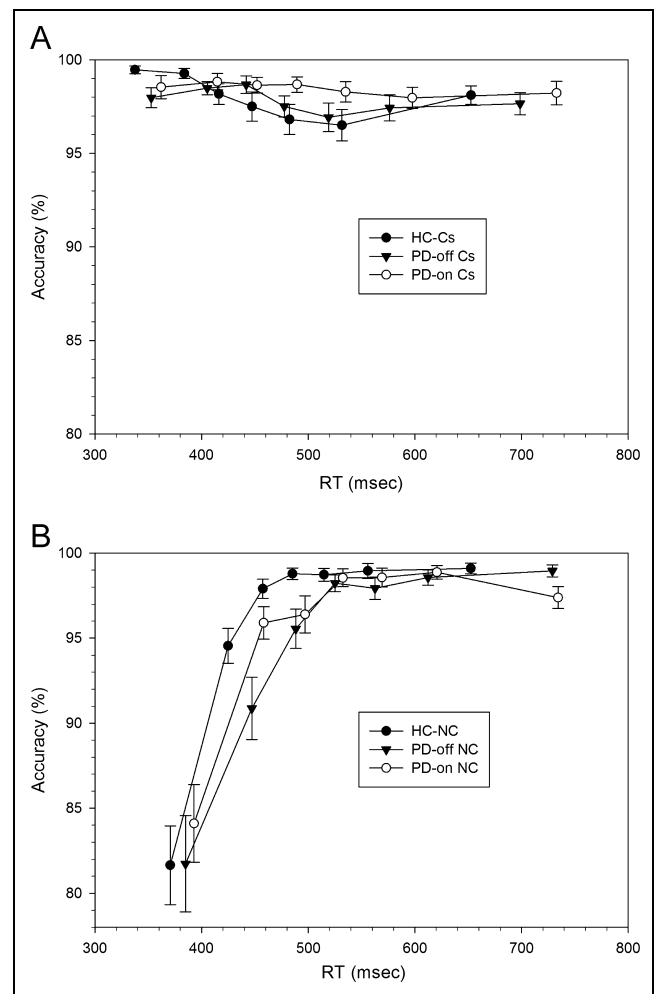 A
100
95
90
85
80
Accuracy (%)
HC-Cs
PD-off Cs
PD-on Cs
300 400 500 600 700 800
RT (msec)
B
100
95
90
85
80
Accuracy (%)
HC-NC
PD-off NC
PD-on NC
300 400 500 600 700 800
RT (msec)